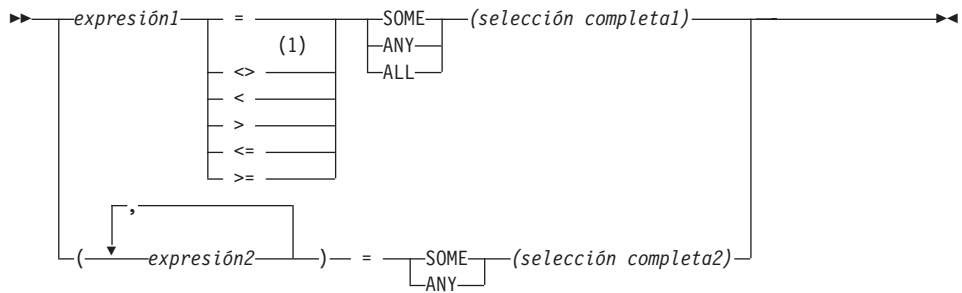 expresión1 = SOME (selección completa1)
(1) ANY
<> ALL
<
>
<=
>=
,
( expresión2 ) = SOME (selección completa2)
ANY